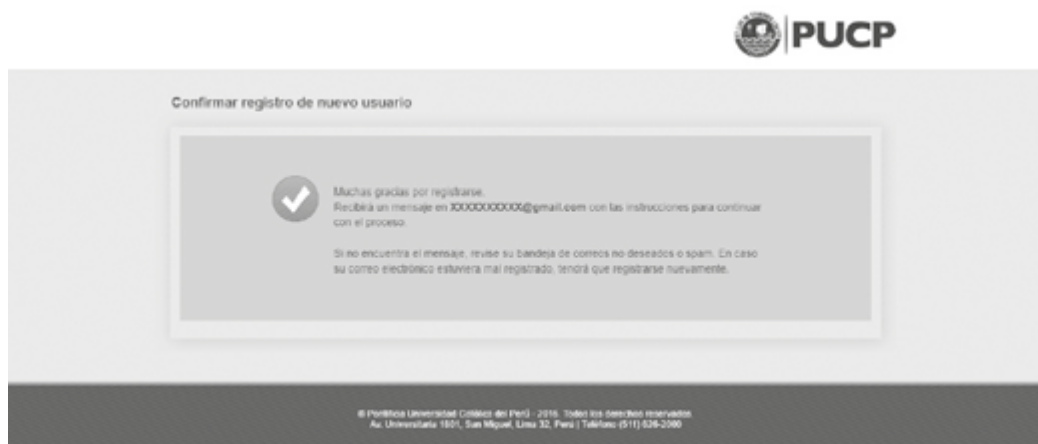 PUCP
Confirmar registro de nuevo usuario
Muchas gracias por registrarse.
Recibirá un mensaje en XXXXXXXXXX@gmail.com con las instrucciones para continuar
con el proceso.
Si no encuentra el mensaje, revise su bandeja de correos no deseados o spam. En caso
su correo electrónico estuviera mal registrado, tendrá que registrarse nuevamente.
© Pontificia Universidad Católica del Perú - 2016. Todos los derechos reservados
Av. Universitaria 1801, San Miguel, Lima 32, Perú | Teléfono (511) 626-2000